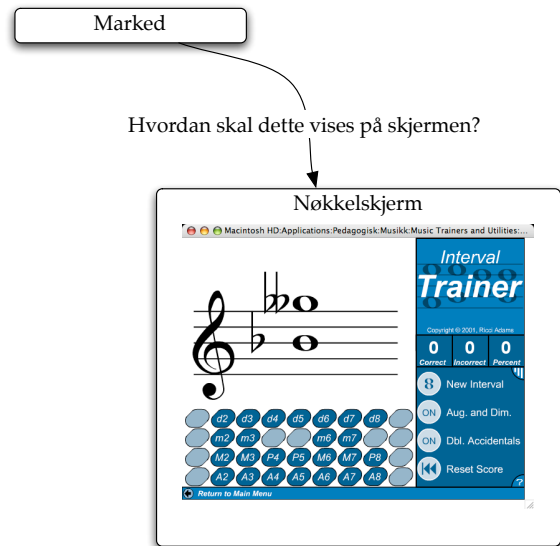 Marked
Hvordan skal dette vises på skjermen?
Nøkkelskjerm
Macintosh HD:Applications:Pedagogisk:Musikk:Music Trainers and Utilities:...
Interval
Trainer
Copyright © 2001, Ricci Adams
0 0 0
Correct Incorrect Percent
8 New Interval
ON Aug. and Dim.
ON Dbl. Accidentals
Reset Score
?
d2 d3 d4 d5 d6 d7 d8
m2 m3 m6 m7
M2 M3 P4 P5 M6 M7 P8
A2 A3 A4 A5 A6 A7 A8
Return to Main Menu